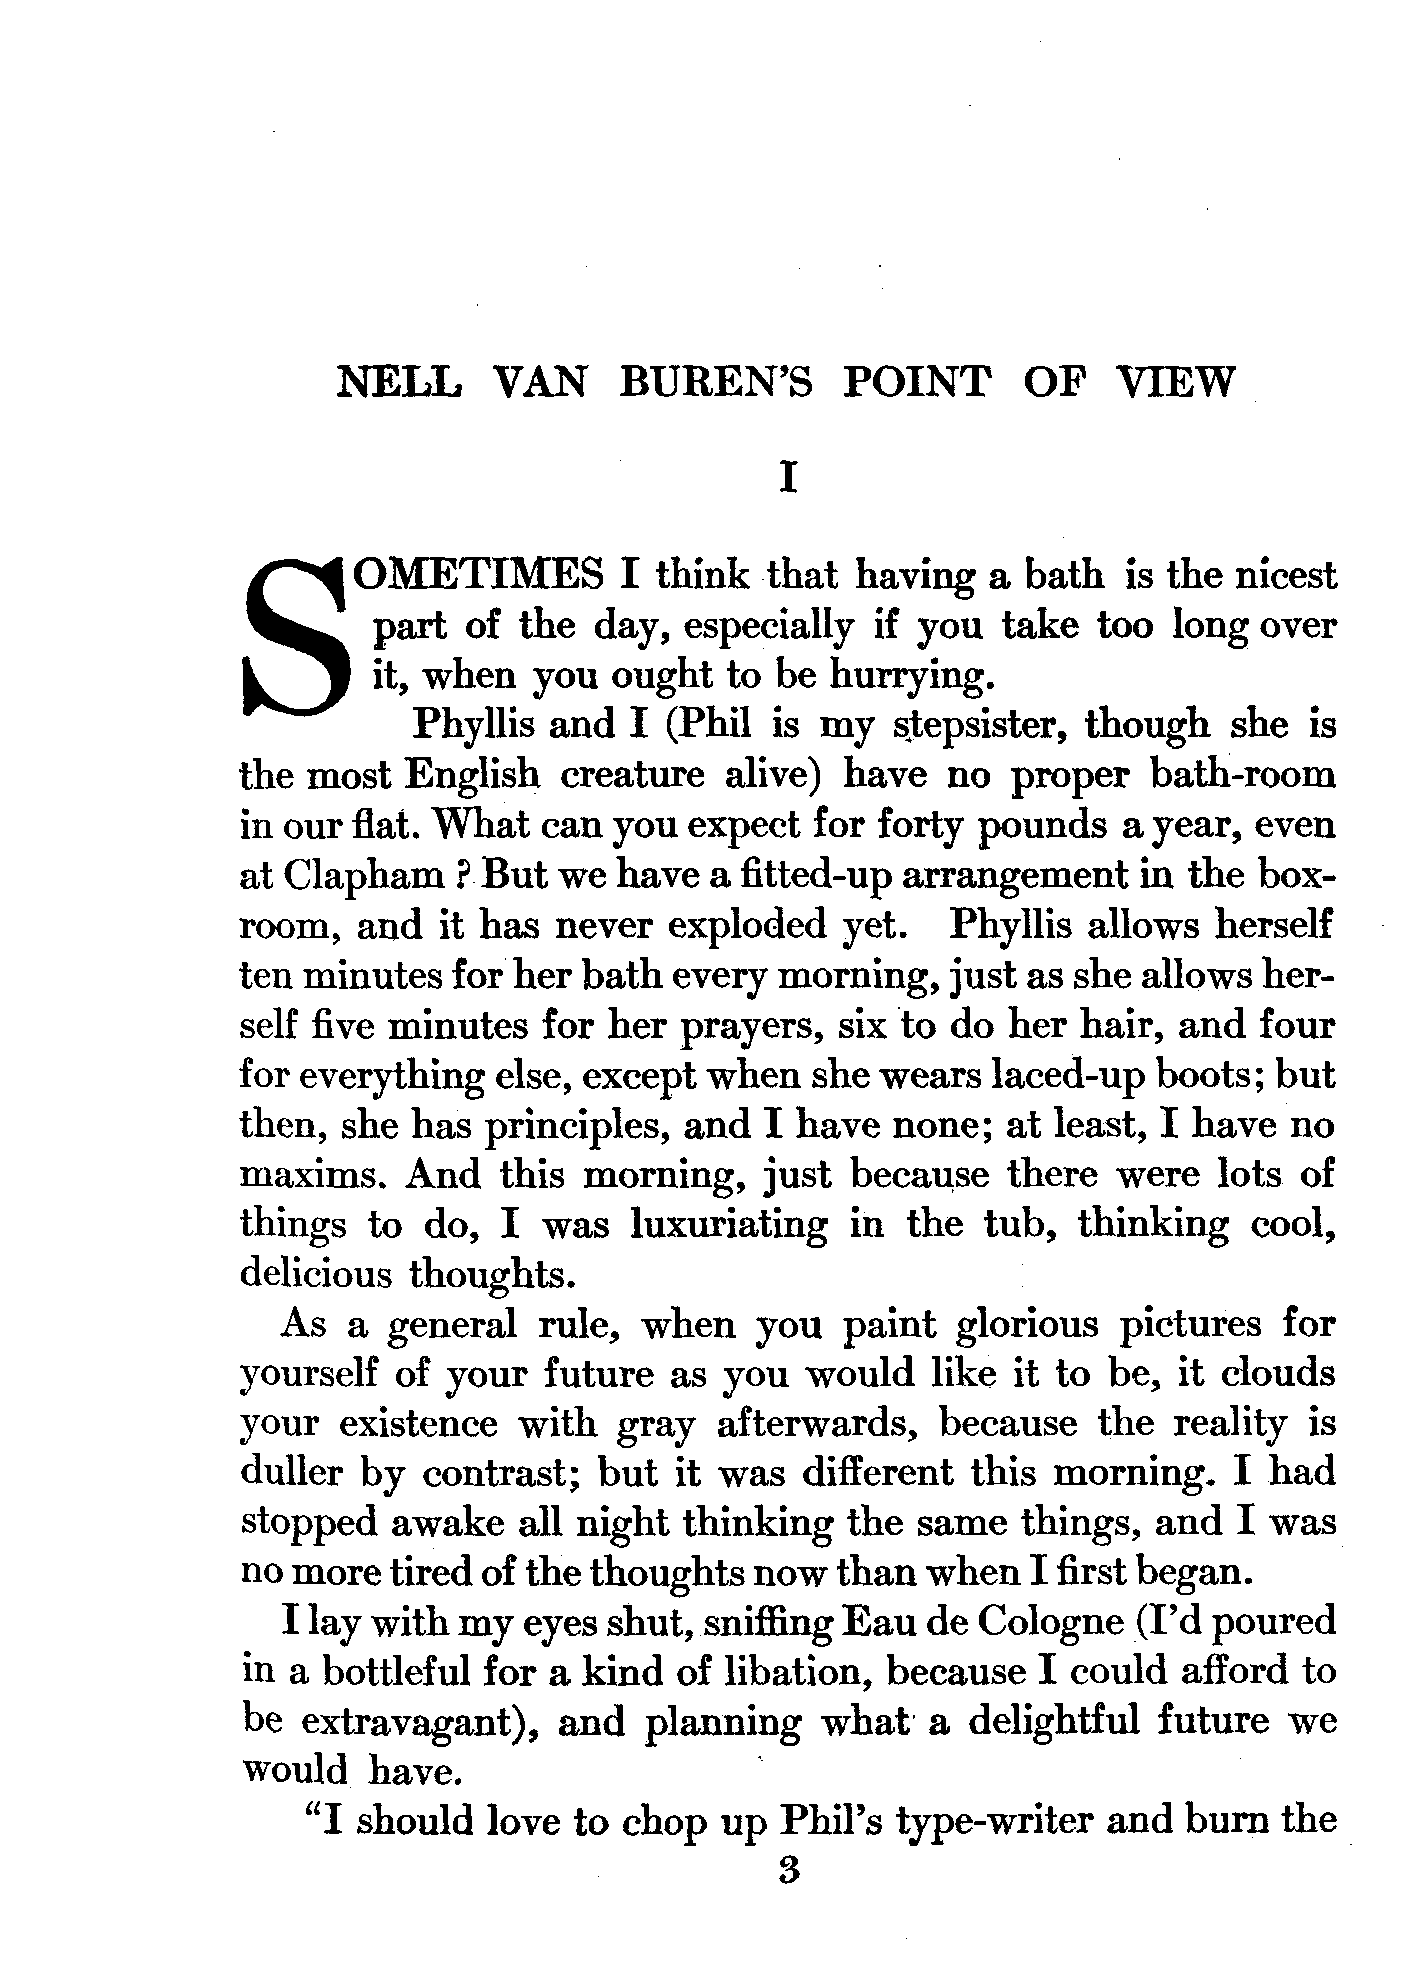 NELL VAN BUREN'S POINT OF VIEW
I
SOMETIMES I think that having a bath is the nicest
part of the day, especially if you take too long over
it, when you ought to be hurrying.
Phyllis and I (Phil is my stepsister, though she is
the most English creature alive) have no proper bath-room
in our flat. What can you expect for forty pounds a year, even
at Clapham? But we have a fitted-up arrangement in the box-
room, and it has never exploded yet. Phyllis allows herself
ten minutes for her bath every morning, just as she allows her-
self five minutes for her prayers, six to do her hair, and four
for everything else, except when she wears laced-up boots; but
then, she has principles, and I have none; at least, I have no
maxims. And this morning, just because there were lots of
things to do, I was luxuriating in the tub, thinking cool,
delicious thoughts.
As a general rule, when you paint glorious pictures for
yourself of your future as you would like it to be, it clouds
your existence with gray afterwards, because the reality is
duller by contrast; but it was different this morning. I had
stopped awake all night thinking the same things, and I was
no more tired of the thoughts now than when I first began.
I lay with my eyes shut, sniffing Eau de Cologne (I'd poured
in a bottleful for a kind of libation, because I could afford to
be extravagant), and planning what a delightful future we
would have.
"I should love to chop up Phil's type-writer and burn the
3